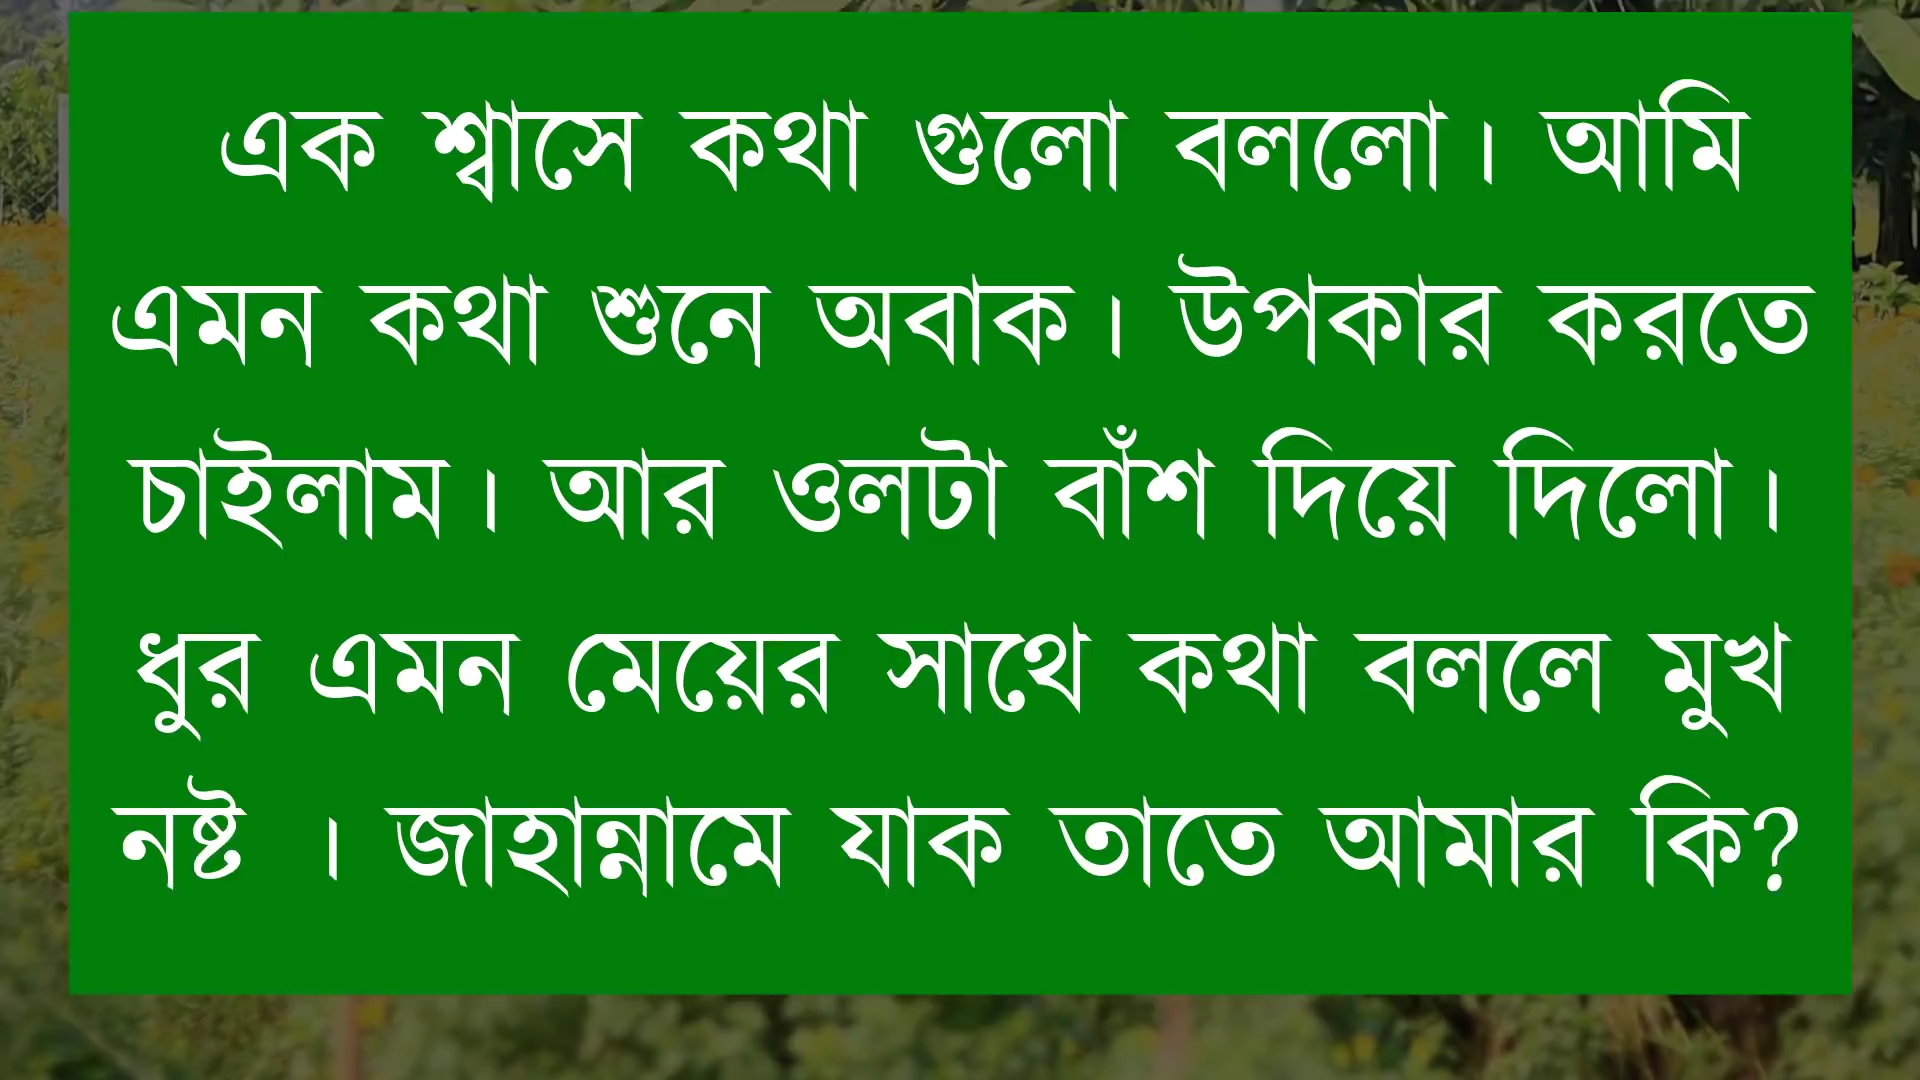 এক শ্বাসে কথা গুলো বললো। আমি
এমন কথা শুনে অবাক। উপকার করতে
চাইলাম। আর ওলটা বাঁশ দিয়ে দিলো।
ধুর এমন মেয়ের সাথে কথা বললে মুখ
নষ্ট । জাহান্নামে যাক তাতে আমার কি?